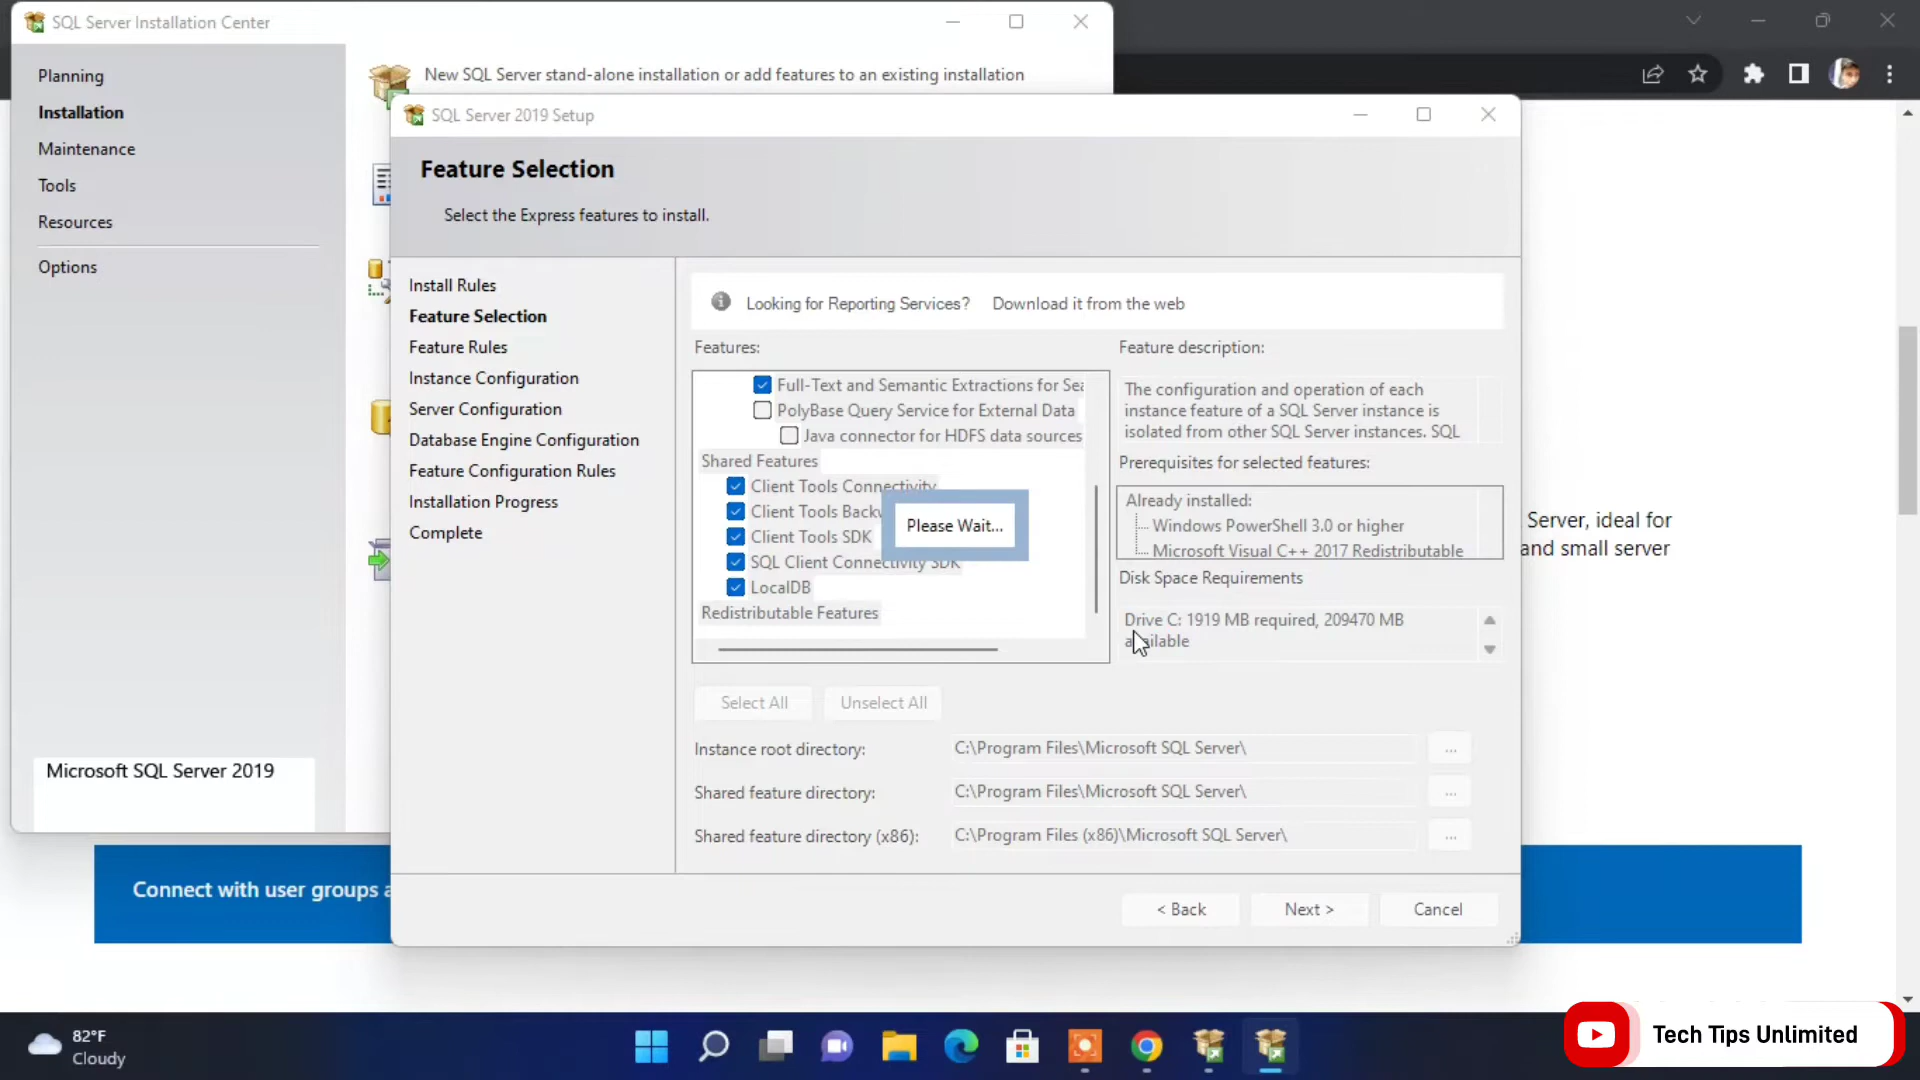 SQL Server Installation Center
Planning
Installation
Maintenance
Tools
Resources
Options
Microsoft SQL Server 2019
New SQL Server stand-alone installation or add features to an existing installation
SQL Server 2019 Setup
Feature Selection
Select the Express features to install.
Install Rules
Feature Selection
Feature Rules
Instance Configuration
Server Configuration
Database Engine Configuration
Feature Configuration Rules
Installation Progress
Complete
Looking for Reporting Services? Download it from the web
Features:
Full-Text and Semantic Extractions for Sea
PolyBase Query Service for External Data
Java connector for HDFS data sources
Shared Features
Client Tools Connectivity
Client Tools Backw
Client Tools SDK
SQL Client Connectivity SDK
LocalDB
Redistributable Features
Please Wait...
Feature description:
The configuration and operation of each
instance feature of a SQL Server instance is
isolated from other SQL Server instances. SQL
Prerequisites for selected features:
Already installed:
Windows PowerShell 3.0 or higher
Microsoft Visual C++ 2017 Redistributable
Disk Space Requirements
Drive C: 1919 MB required, 209470 MB
available
Select All
Unselect All
Instance root directory: C:\Program Files\Microsoft SQL Server\ ...
Shared feature directory: C:\Program Files\Microsoft SQL Server\ ...
Shared feature directory (x86): C:\Program Files (x86)\Microsoft SQL Server\ ...
< Back
Next >
Cancel
Server, ideal for
and small server
Connect with user groups a
82°F
Cloudy
Tech Tips Unlimited